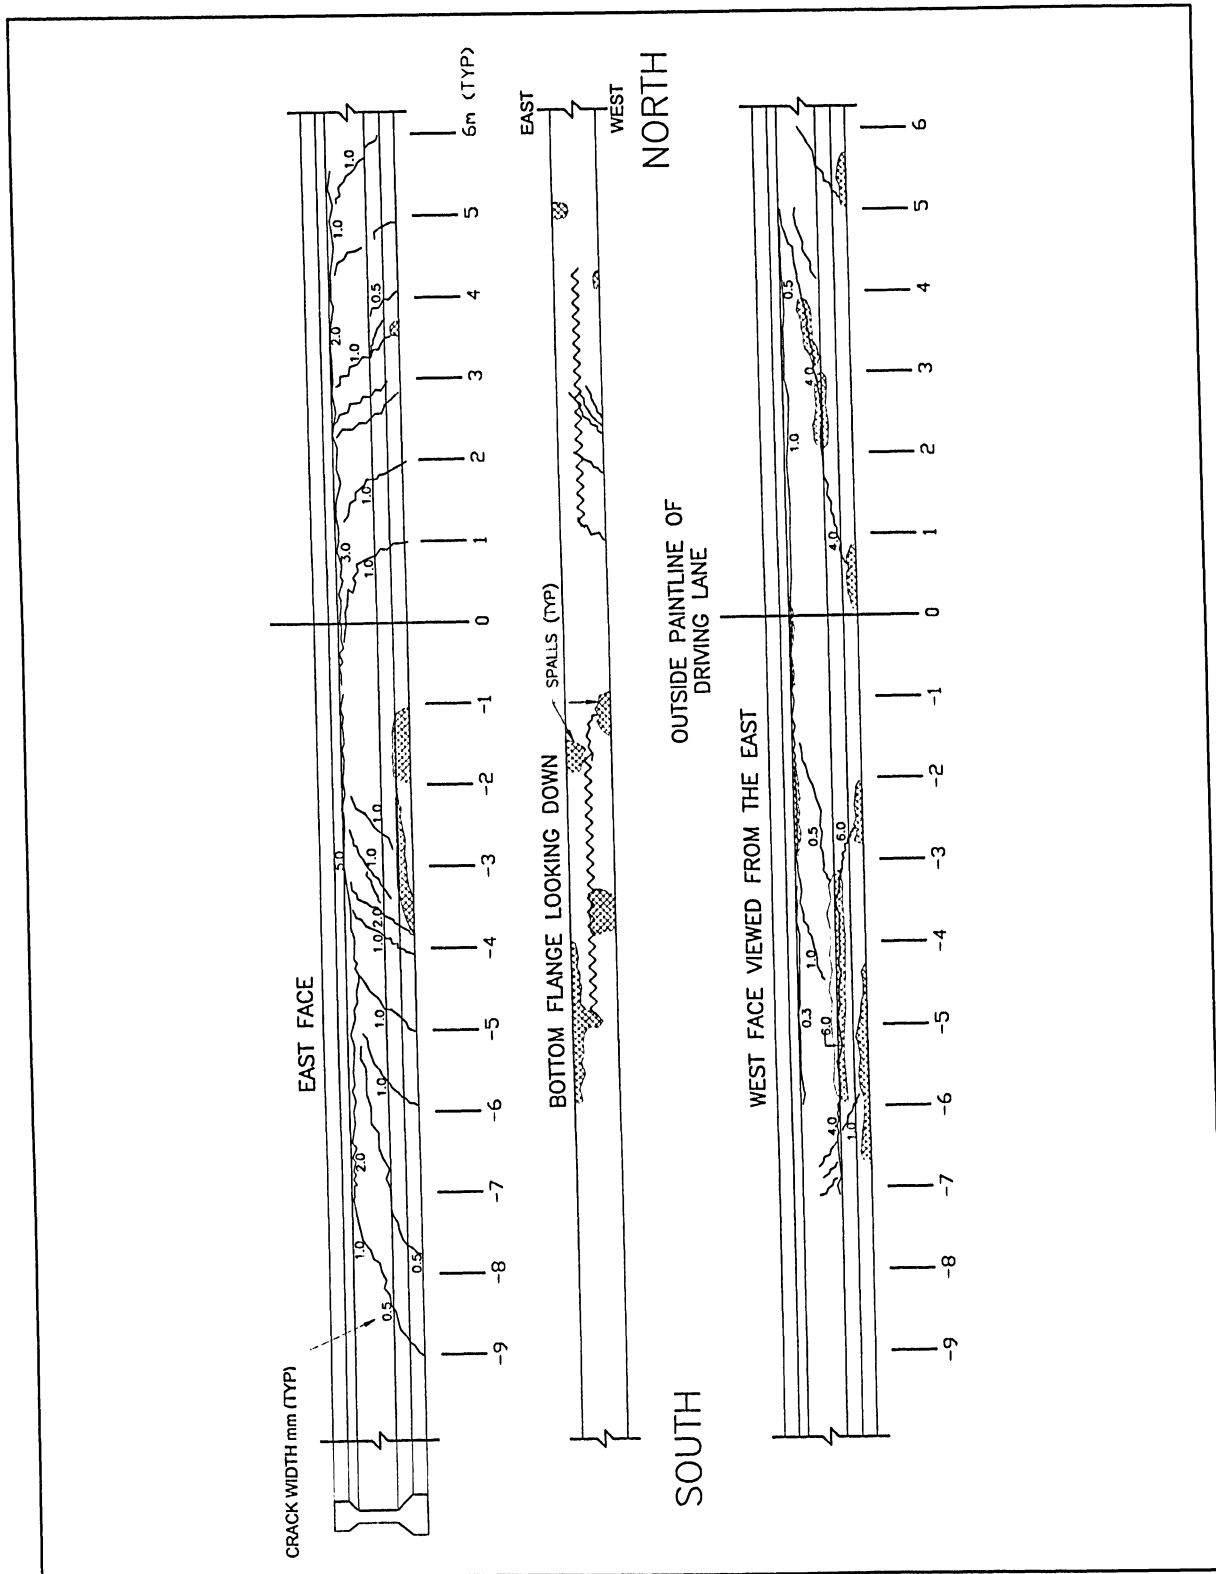 CRACK WIDTH mm (TYP)
EAST FACE
0.5
0.5
1.0
2.0
1.0
1.0
1.0
2.0
5.0
1.0
1.0
1.0
3.0
1.0
2.0
1.0
0.5
1.0
1.0
-9 -8 -7 -6 -5 -4 -3 -2 -1 0 1 2 3 4 5 6m (TYP)
BOTTOM FLANGE LOOKING DOWN
SPALLS (TYP)
EAST
WEST
SOUTH
NORTH
OUTSIDE PAINTLINE OF
DRIVING LANE
WEST FACE VIEWED FROM THE EAST
4.0
1.0
6.0
0.3
1.0
0.5
6.0
4.0
1.0
4.0
0.5
-9 -8 -7 -6 -5 -4 -3 -2 -1 0 1 2 3 4 5 6